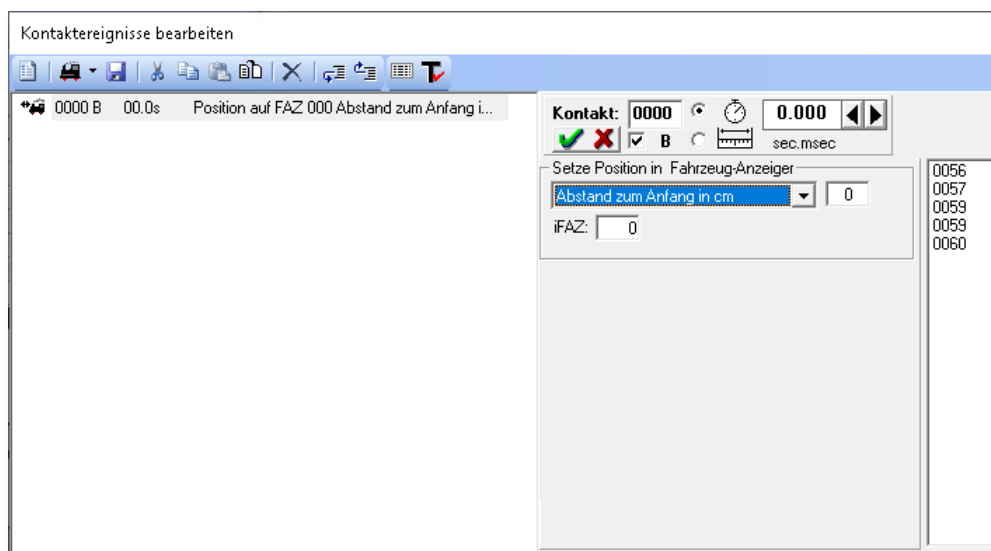 Kontaktereignisse bearbeiten
0000 B 00.0s Position auf FAZ 000 Abstand zum Anfang i...
Kontakt: 0000 0.000
B sec.msec
Setze Position in Fahrzeug-Anzeiger
Abstand zum Anfang in cm 0
iFAZ: 0
0056
0057
0059
0059
0060